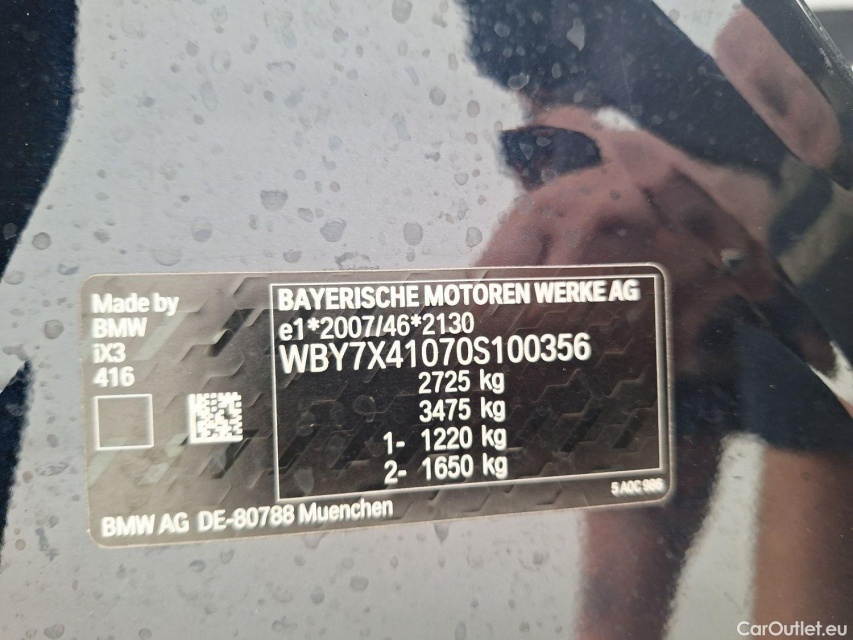 Made by
BMW
iX3
416
BAYERISCHE MOTOREN WERKE AG
e1*2007/46*2130
WBY7X41070S100356
2725 kg
3475 kg
1- 1220 kg
2- 1650 kg
5 A0C 986
BMW AG DE-80788 Muenchen
CarOutlet.eu